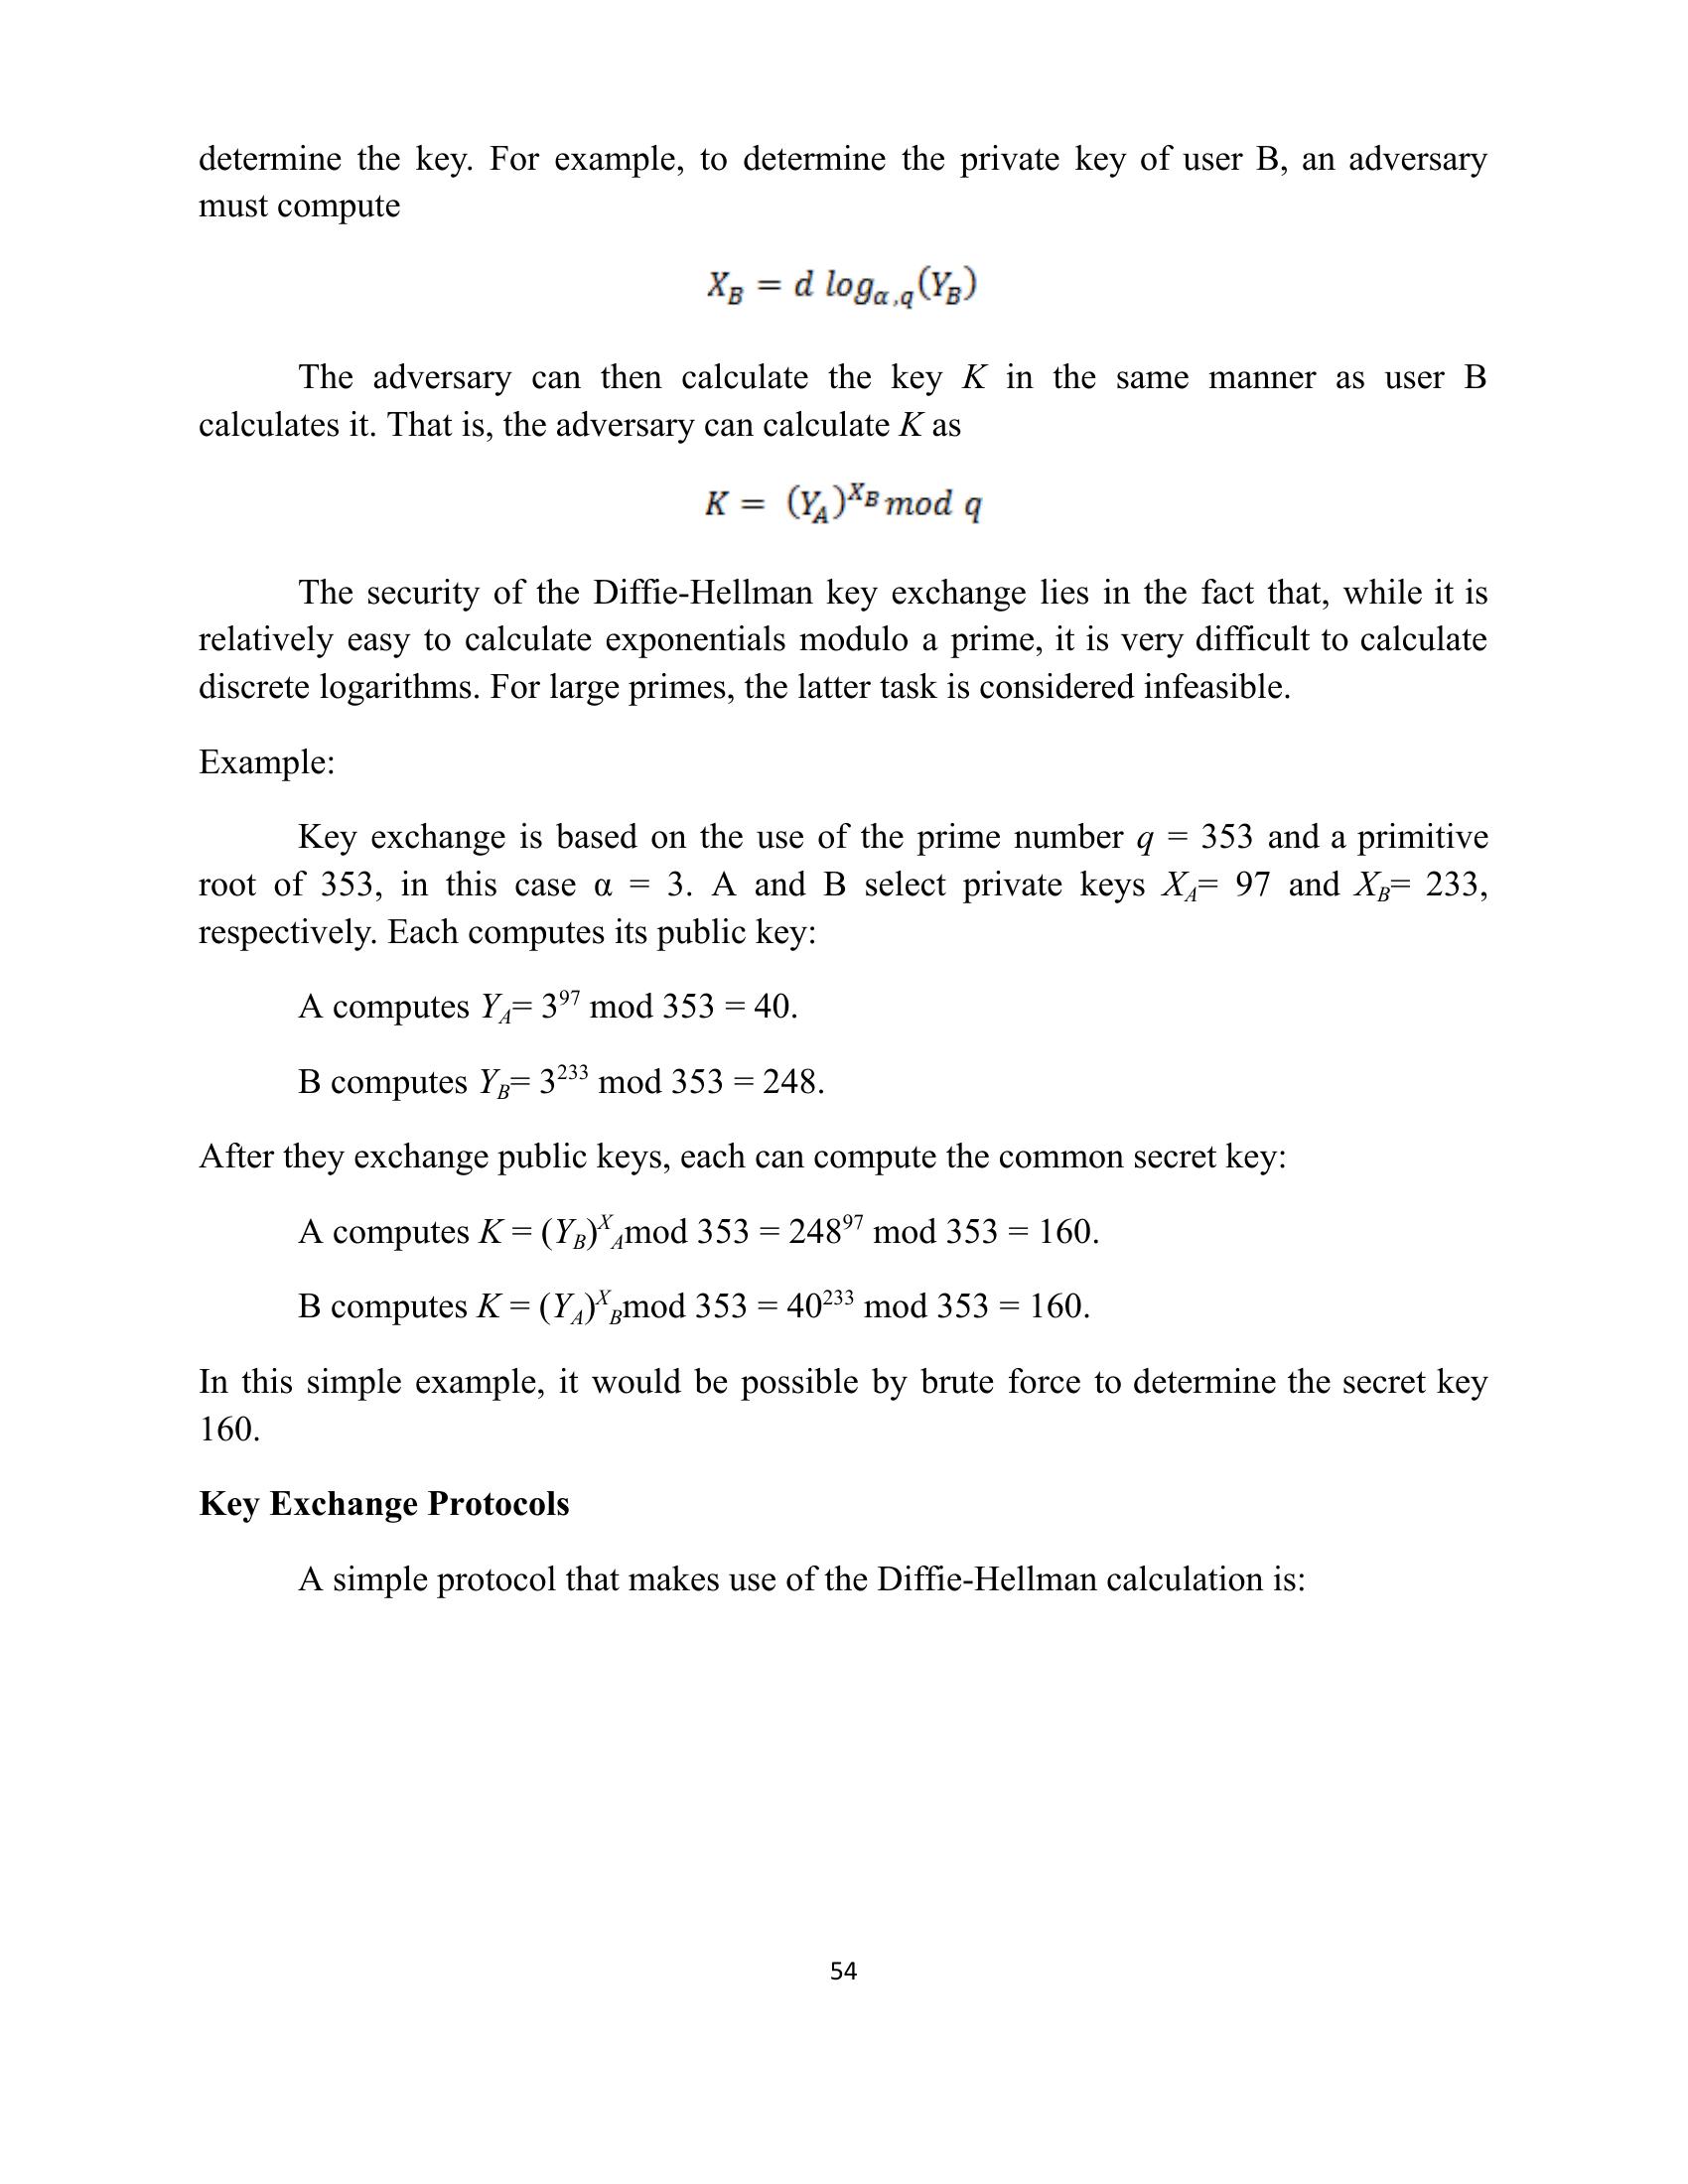 determine the key. For example, to determine the private key of user B, an adversary
must compute
X_B = d log_{α,q}(Y_B)
The adversary can then calculate the key K in the same manner as user B
calculates it. That is, the adversary can calculate K as
K = (Y_A)^{X_B} mod q
The security of the Diffie-Hellman key exchange lies in the fact that, while it is
relatively easy to calculate exponentials modulo a prime, it is very difficult to calculate
discrete logarithms. For large primes, the latter task is considered infeasible.
Example:
Key exchange is based on the use of the prime number q = 353 and a primitive
root of 353, in this case α = 3. A and B select private keys X_A= 97 and X_B= 233,
respectively. Each computes its public key:
A computes Y_A= 3^{97} mod 353 = 40.
B computes Y_B= 3^{233} mod 353 = 248.
After they exchange public keys, each can compute the common secret key:
A computes K = (Y_B)^X_A mod 353 = 248^{97} mod 353 = 160.
B computes K = (Y_A)^X_B mod 353 = 40^{233} mod 353 = 160.
In this simple example, it would be possible by brute force to determine the secret key
160.
Key Exchange Protocols
A simple protocol that makes use of the Diffie-Hellman calculation is:
54